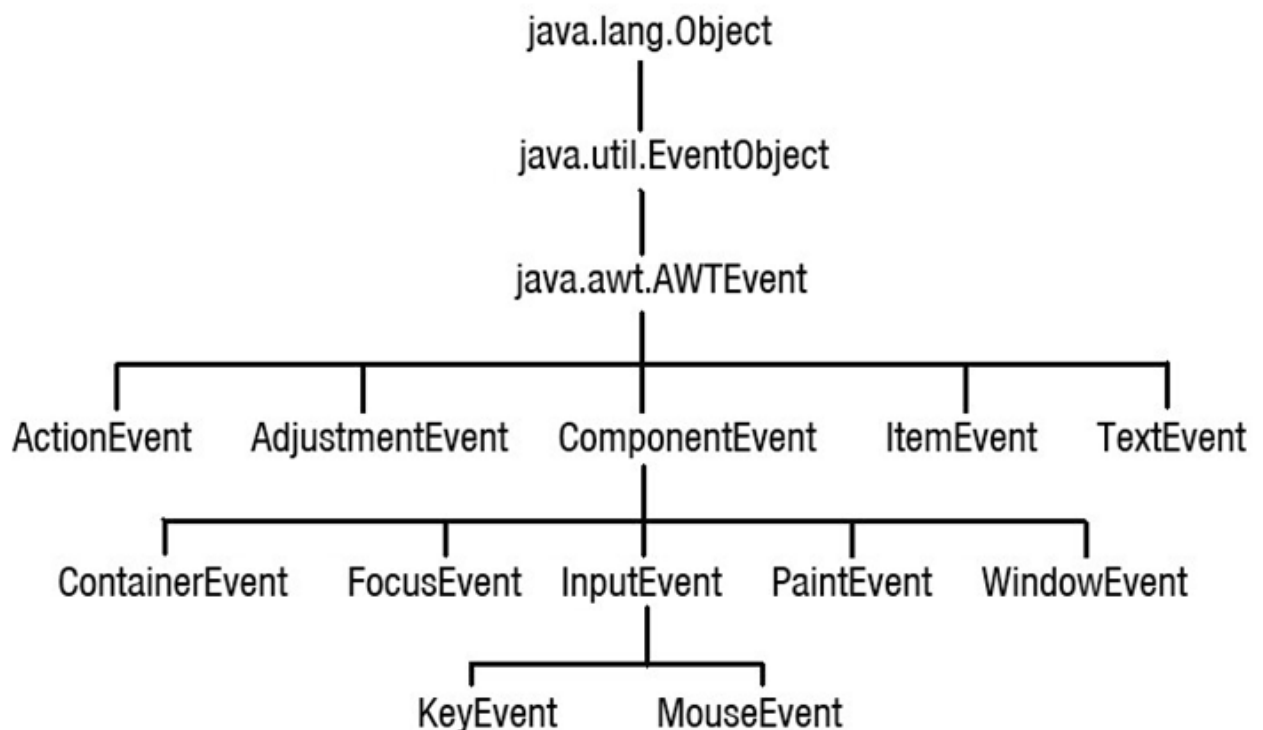 java.lang.Object
java.util.EventObject
java.awt.AWTEvent
ActionEvent AdjustmentEvent ComponentEvent ItemEvent TextEvent
ContainerEvent FocusEvent InputEvent PaintEvent WindowEvent
KeyEvent MouseEvent